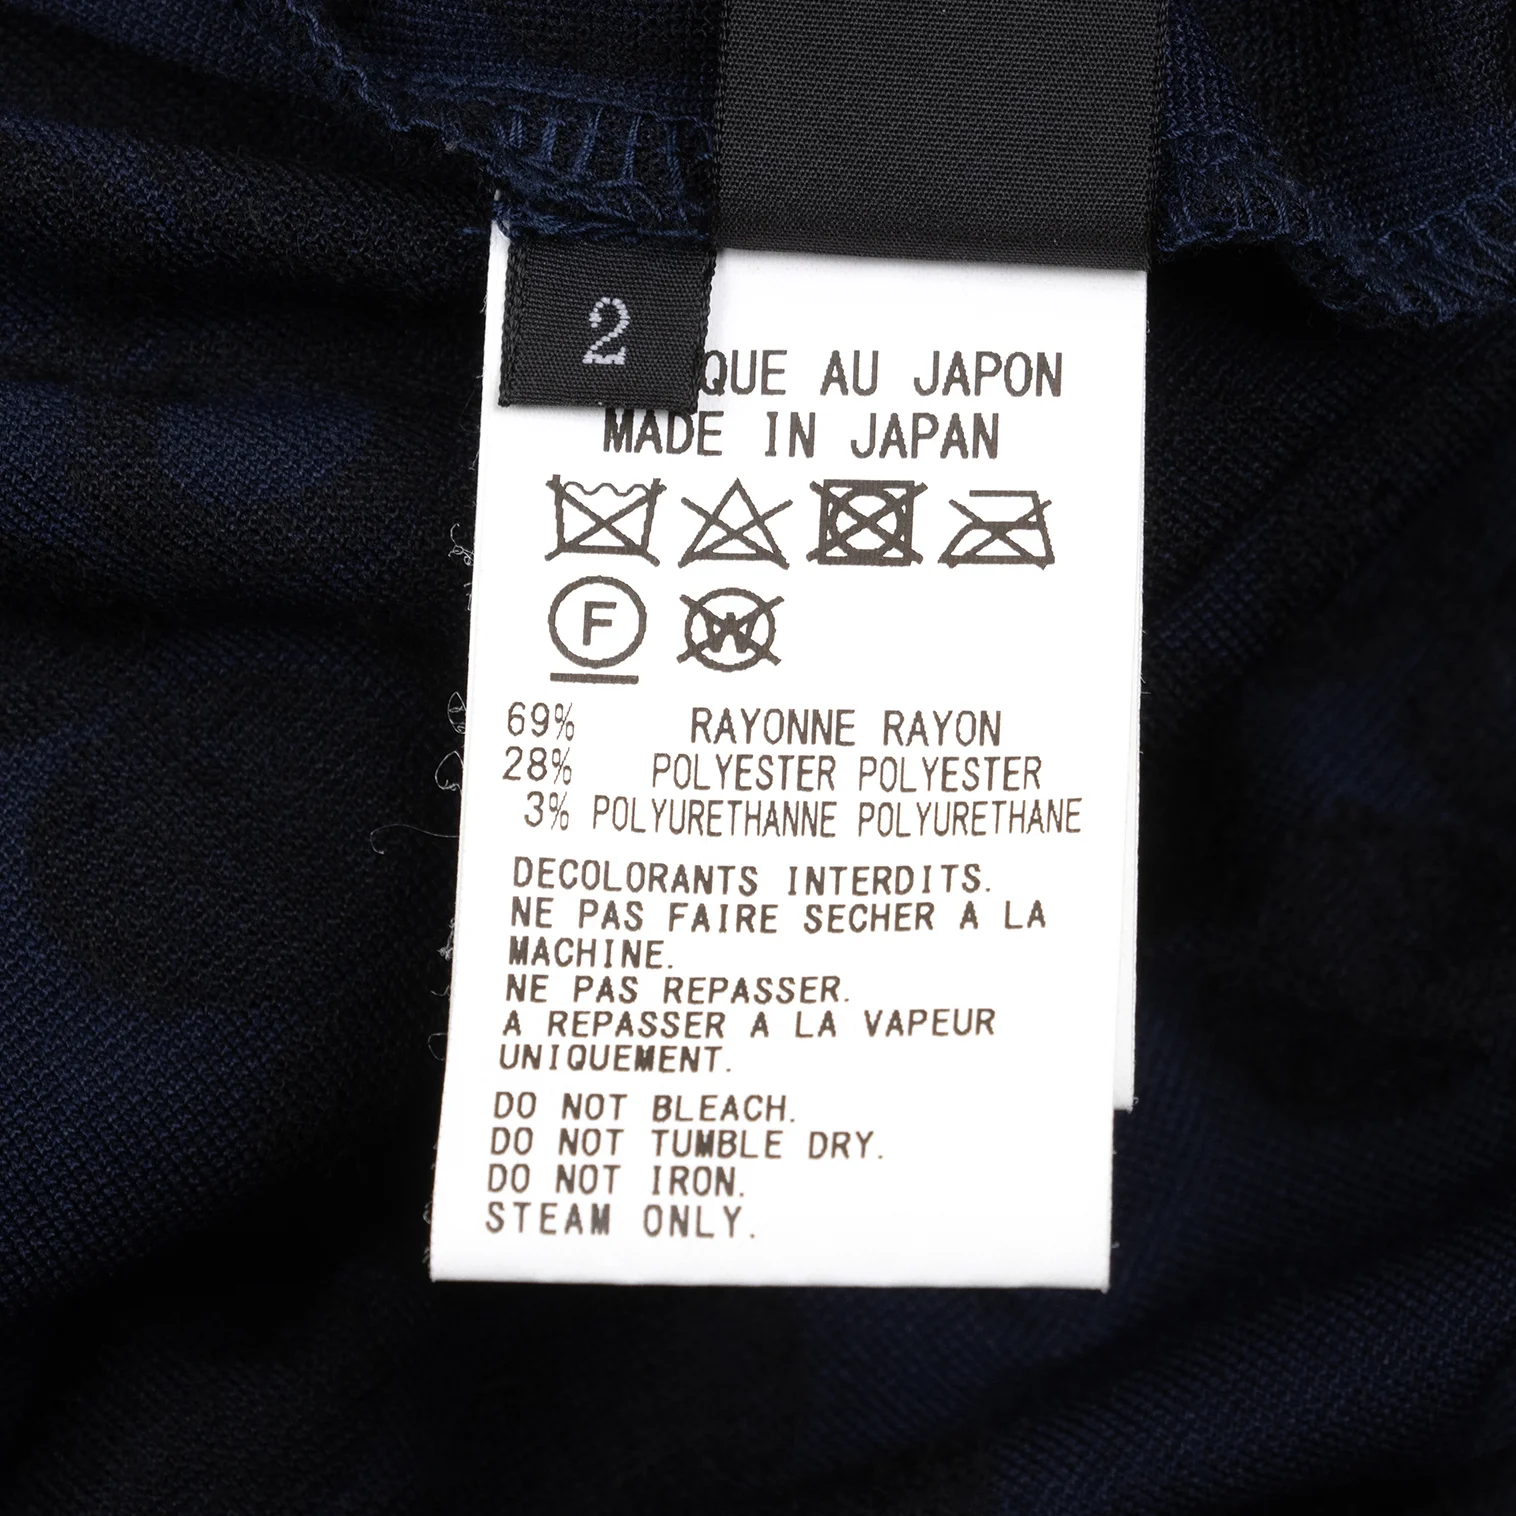 2
QUE AU JAPON
MADE IN JAPAN
F
W
69% RAYONNE RAYON
28% POLYESTER POLYESTER
3% POLYURETHANNE POLYURETHANE
DECOLORANTS INTERDITS.
NE PAS FAIRE SECHER A LA
MACHINE.
NE PAS REPASSER.
A REPASSER A LA VAPEUR
UNIQUEMENT.
DO NOT BLEACH.
DO NOT TUMBLE DRY.
DO NOT IRON.
STEAM ONLY.